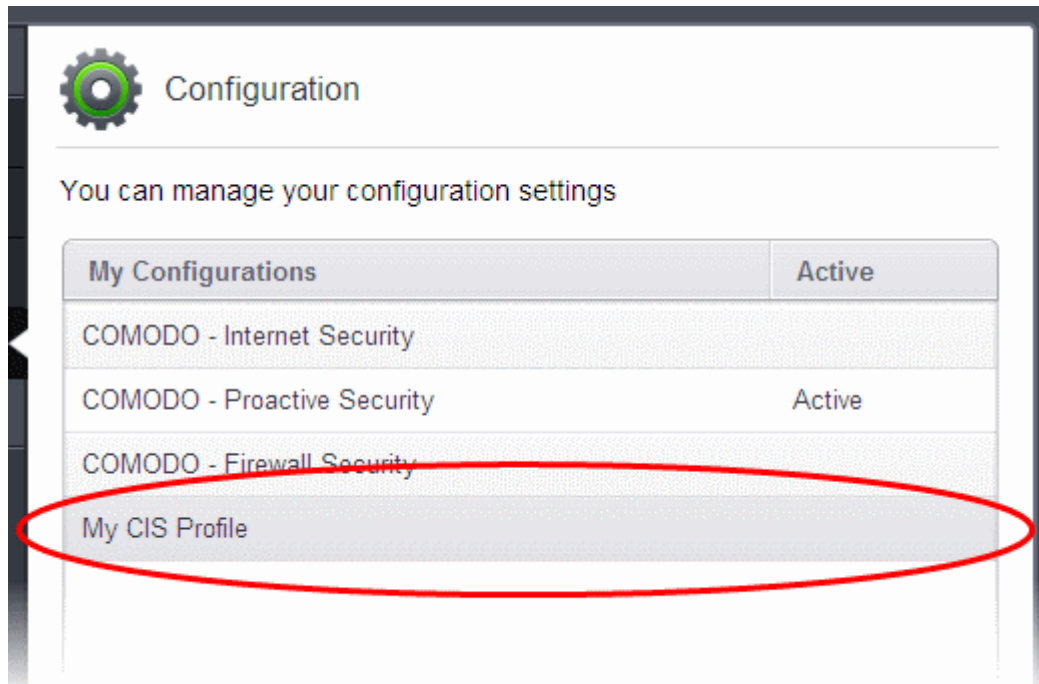 Configuration
You can manage your configuration settings
My Configurations Active
COMODO - Internet Security
COMODO - Proactive Security Active
COMODO - Firewall Security
My CIS Profile